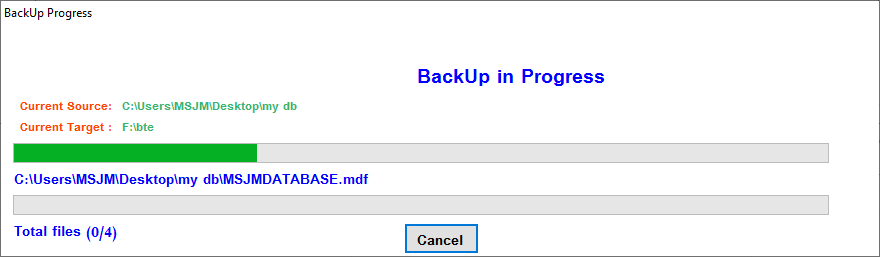 BackUp Progress
BackUp in Progress
Current Source: C:\Users\MSJM\Desktop\my db
Current Target : F:\bte
C:\Users\MSJM\Desktop\my db\MSJMDATABASE.mdf
Total files (0/4)
Cancel